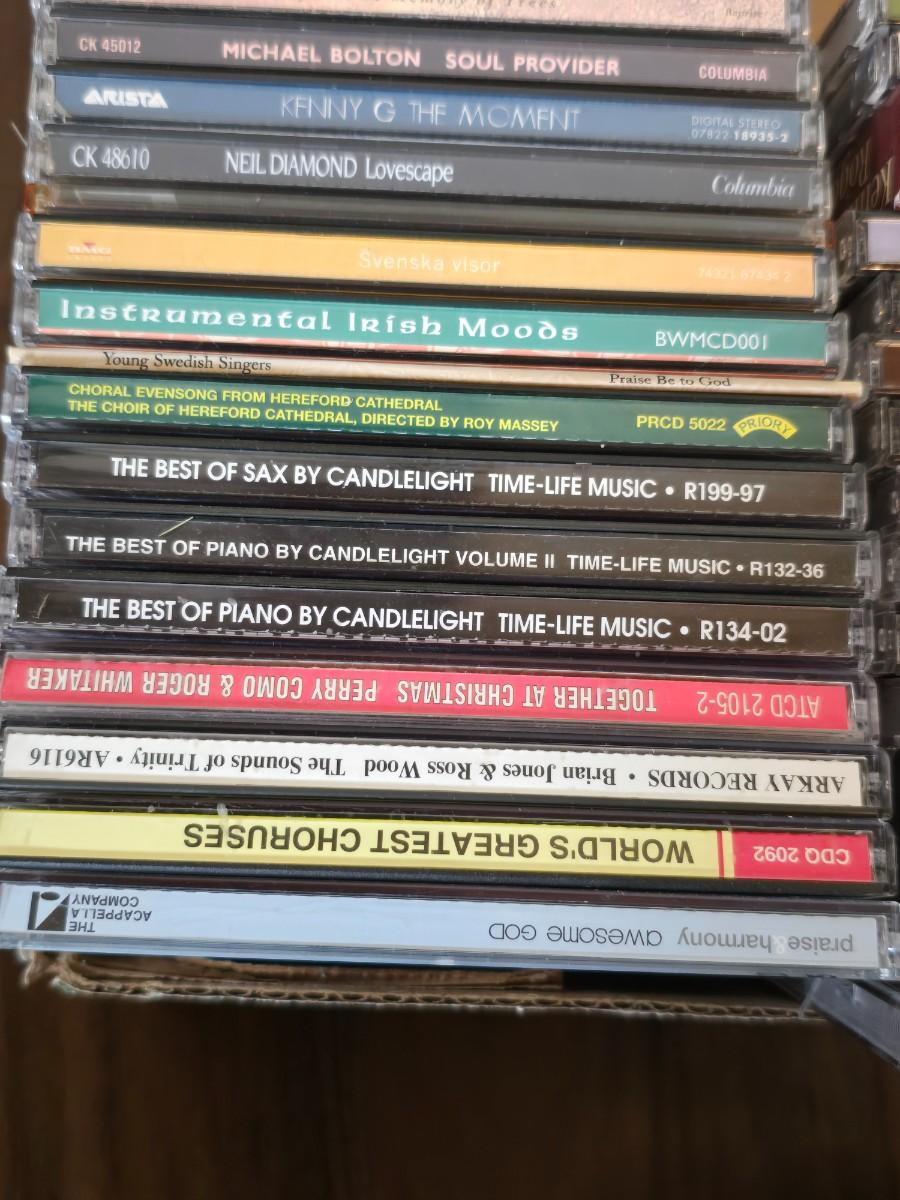 CK 45012 MICHAEL BOLTON SOUL PROVIDER COLUMBIA
ARISTA KENNY G THE MOMENT DIGITAL STEREO
07822-18935-2
CK 48610 NEIL DIAMOND Lovescape Columbia
BMG Svenska visor 74321 87434 2
Instrumental Irish Moods BWMCD001
Young Swedish Singers Praise Be to God
CHORAL EVENSONG FROM HEREFORD CATHEDRAL
THE CHOIR OF HEREFORD CATHEDRAL, DIRECTED BY ROY MASSEY PRCD 5022 PRIORY
THE BEST OF SAX BY CANDLELIGHT TIME-LIFE MUSIC • R199-97
THE BEST OF PIANO BY CANDLELIGHT VOLUME II TIME-LIFE MUSIC • R132-36
THE BEST OF PIANO BY CANDLELIGHT TIME-LIFE MUSIC • R134-02
ATCD 2105-2 TOGETHER AT CHRISTMAS PERRY COMO & ROGER WHITAKER
ARKAY RECORDS • Brian Jones & Ross Wood The Sounds of Trinity • AR6116
CDQ 2092 WORLD'S GREATEST CHORUSES
praise&harmony awesome GOD THE
ACAPPELLA
COMPANY